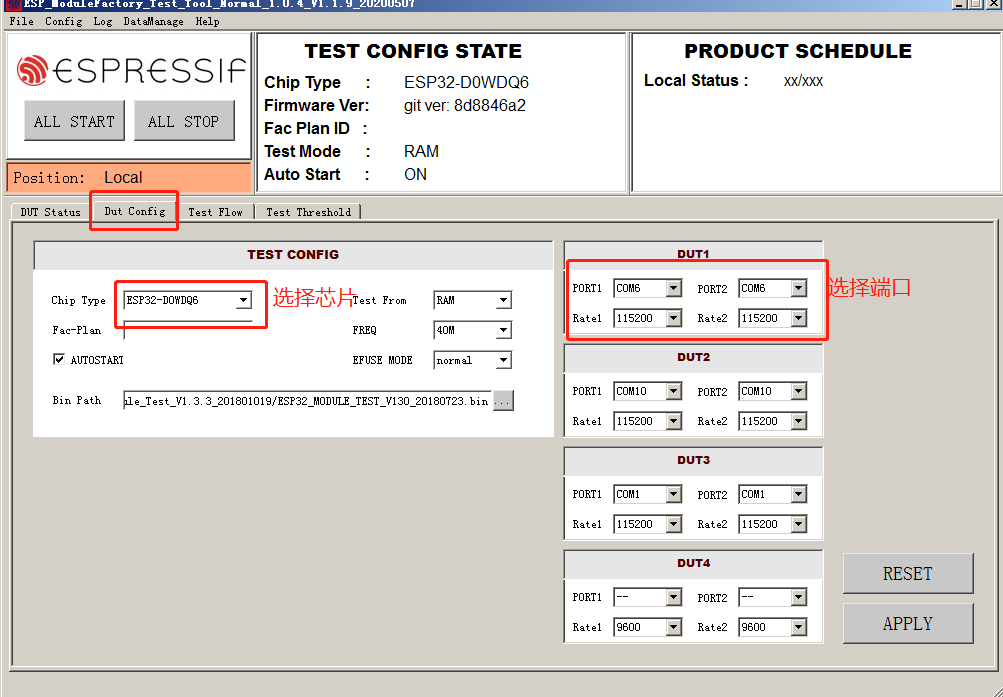 ESP_ModuleFactory_Test_Tool_Normal_1.0.4_V1.1.9_20200507
File Config Log DataManage Help
ESPRESSIF
ALL START ALL STOP
Position: Local
TEST CONFIG STATE
Chip Type : ESP32-D0WDQ6
Firmware Ver: git ver: 8d8846a2
Fac Plan ID :
Test Mode : RAM
Auto Start : ON
PRODUCT SCHEDULE
Local Status : xx/xxx
DUT Status Dut Config Test Flow Test Threshold
TEST CONFIG
Chip Type ESP32-D0WDQ6 选择芯片 Test From RAM
Fac-Plan FREQ 40M
AUTOSTART EFUSE MODE normal
Bin Path le_Test_V1.3.3_201801019/ESP32_MODULE_TEST_V130_20180723.bin ...
DUT1
PORT1 COM6 PORT2 COM6 选择端口
Rate1 115200 Rate2 115200
DUT2
PORT1 COM10 PORT2 COM10
Rate1 115200 Rate2 115200
DUT3
PORT1 COM1 PORT2 COM1
Rate1 115200 Rate2 115200
DUT4
PORT1 -- PORT2 --
Rate1 9600 Rate2 9600
RESET
APPLY